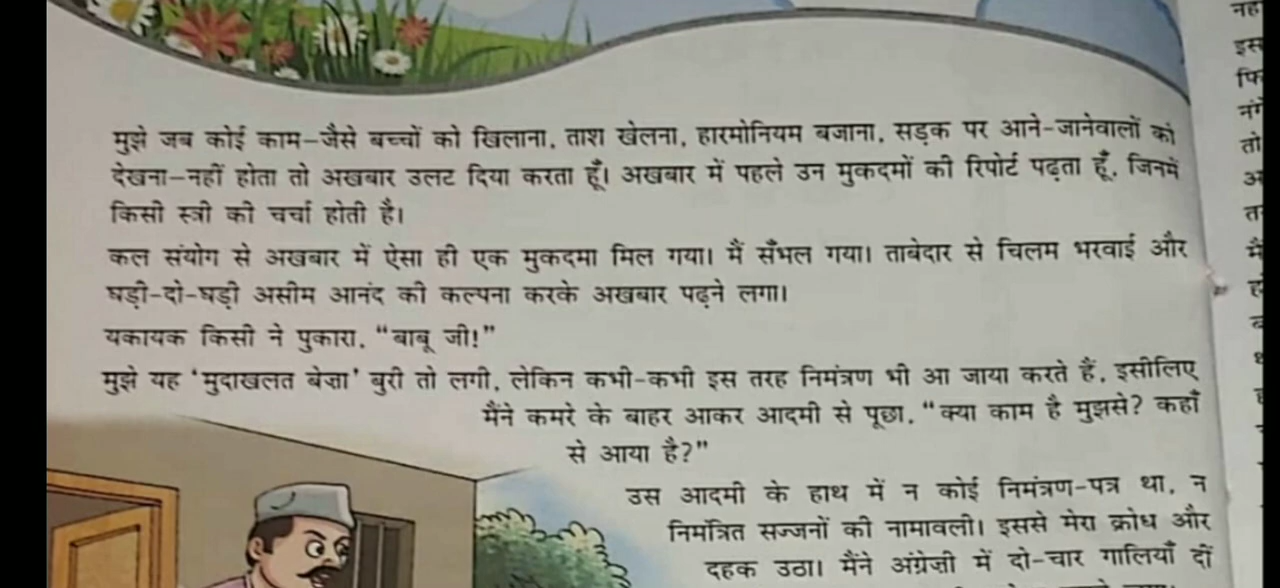 मुझे जब कोई काम–जैसे बच्चों को खिलाना, ताश खेलना, हारमोनियम बजाना, सड़क पर आने-जानेवालों को
देखना–नहीं होता तो अखबार उलट दिया करता हूँ। अखबार में पहले उन मुकदमों की रिपोर्ट पढ़ता हूँ, जिनमें
किसी स्त्री की चर्चा होती है।
कल संयोग से अखबार में ऐसा ही एक मुकदमा मिल गया। मैं सँभल गया। ताबेदार से चिलम भरवाई और
घड़ी-दो-घड़ी असीम आनंद की कल्पना करके अखबार पढ़ने लगा।
यकायक किसी ने पुकारा, “बाबू जी!”
मुझे यह ‘मुदाखलत बेज़ा’ बुरी तो लगी, लेकिन कभी-कभी इस तरह निमंत्रण भी आ जाया करते हैं, इसीलिए
मैंने कमरे के बाहर आकर आदमी से पूछा, “क्या काम है मुझसे? कहाँ
से आया है?”
उस आदमी के हाथ में न कोई निमंत्रण-पत्र था, न
निमंत्रित सज्जनों की नामावली। इससे मेरा क्रोध और
दहक उठा। मैंने अंग्रेज़ी में दो-चार गालियाँ दीं